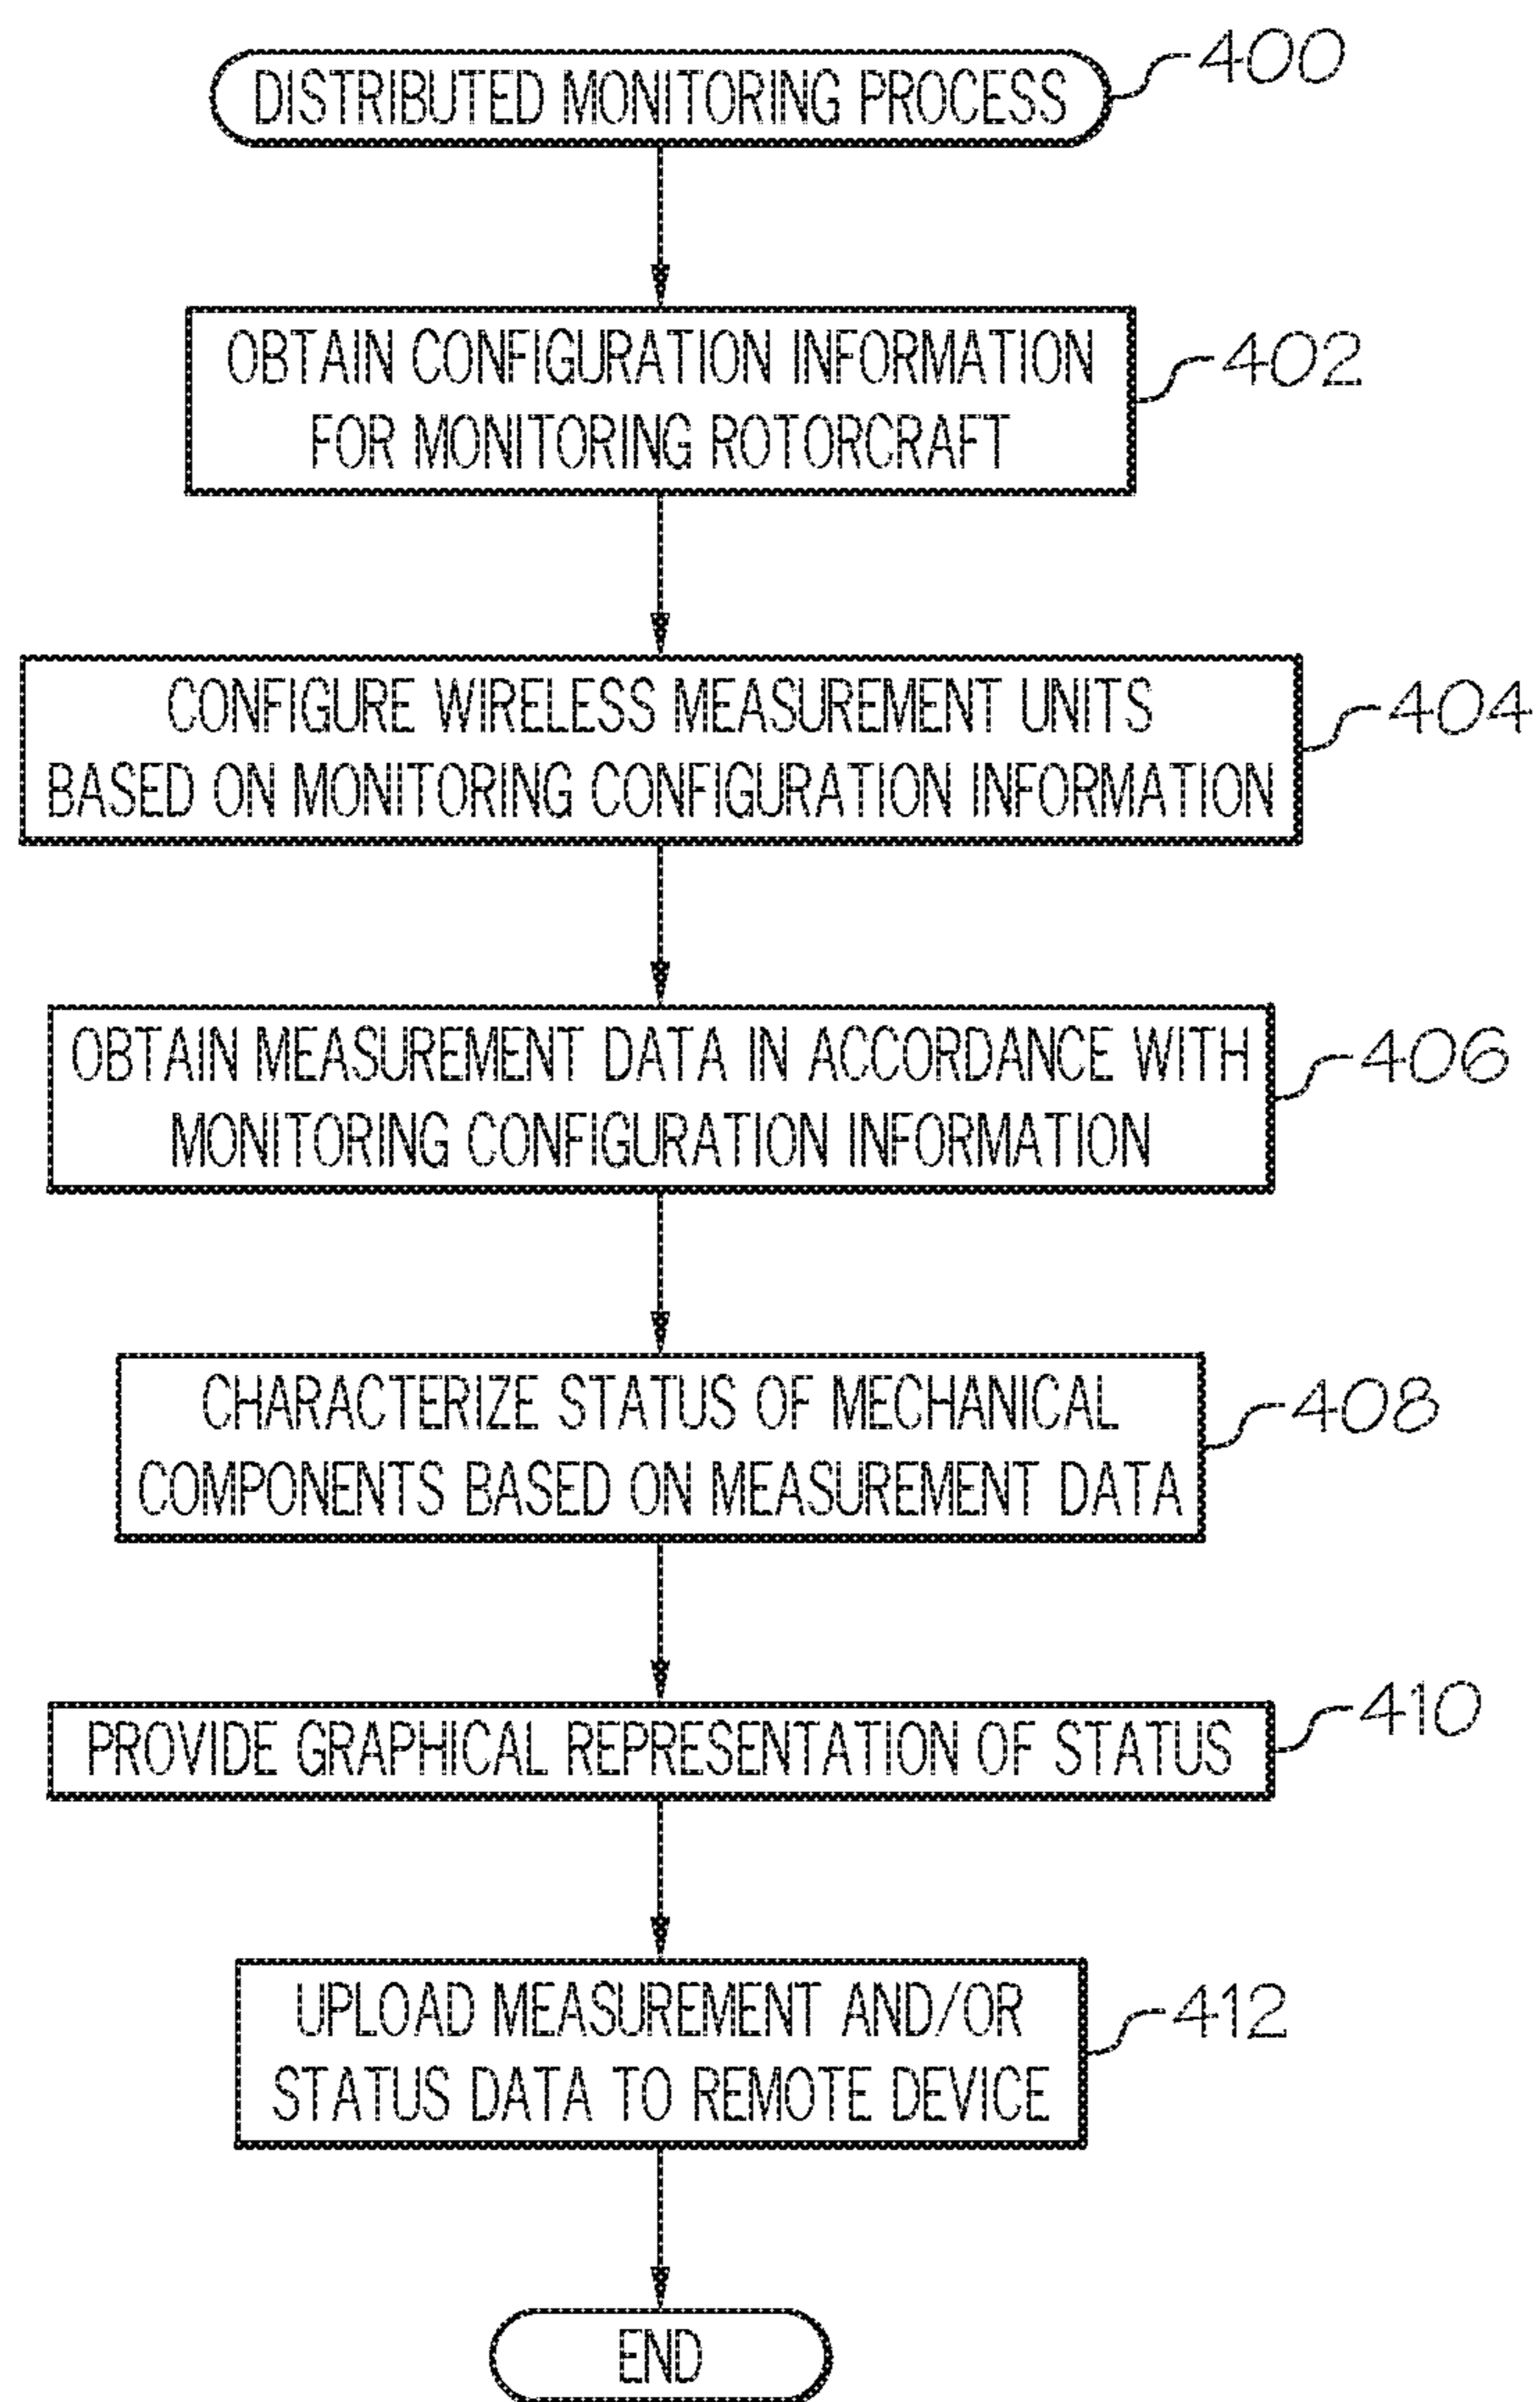 DISTRIBUTED MONITORING PROCESS
400
OBTAIN CONFIGURATION INFORMATION
FOR MONITORING ROTORCRAFT
402
CONFIGURE WIRELESS MEASUREMENT UNITS
BASED ON MONITORING CONFIGURATION INFORMATION
404
OBTAIN MEASUREMENT DATA IN ACCORDANCE WITH
MONITORING CONFIGURATION INFORMATION
406
CHARACTERIZE STATUS OF MECHANICAL
COMPONENTS BASED ON MEASUREMENT DATA
408
PROVIDE GRAPHICAL REPRESENTATION OF STATUS
410
UPLOAD MEASUREMENT AND/OR
STATUS DATA TO REMOTE DEVICE
412
END